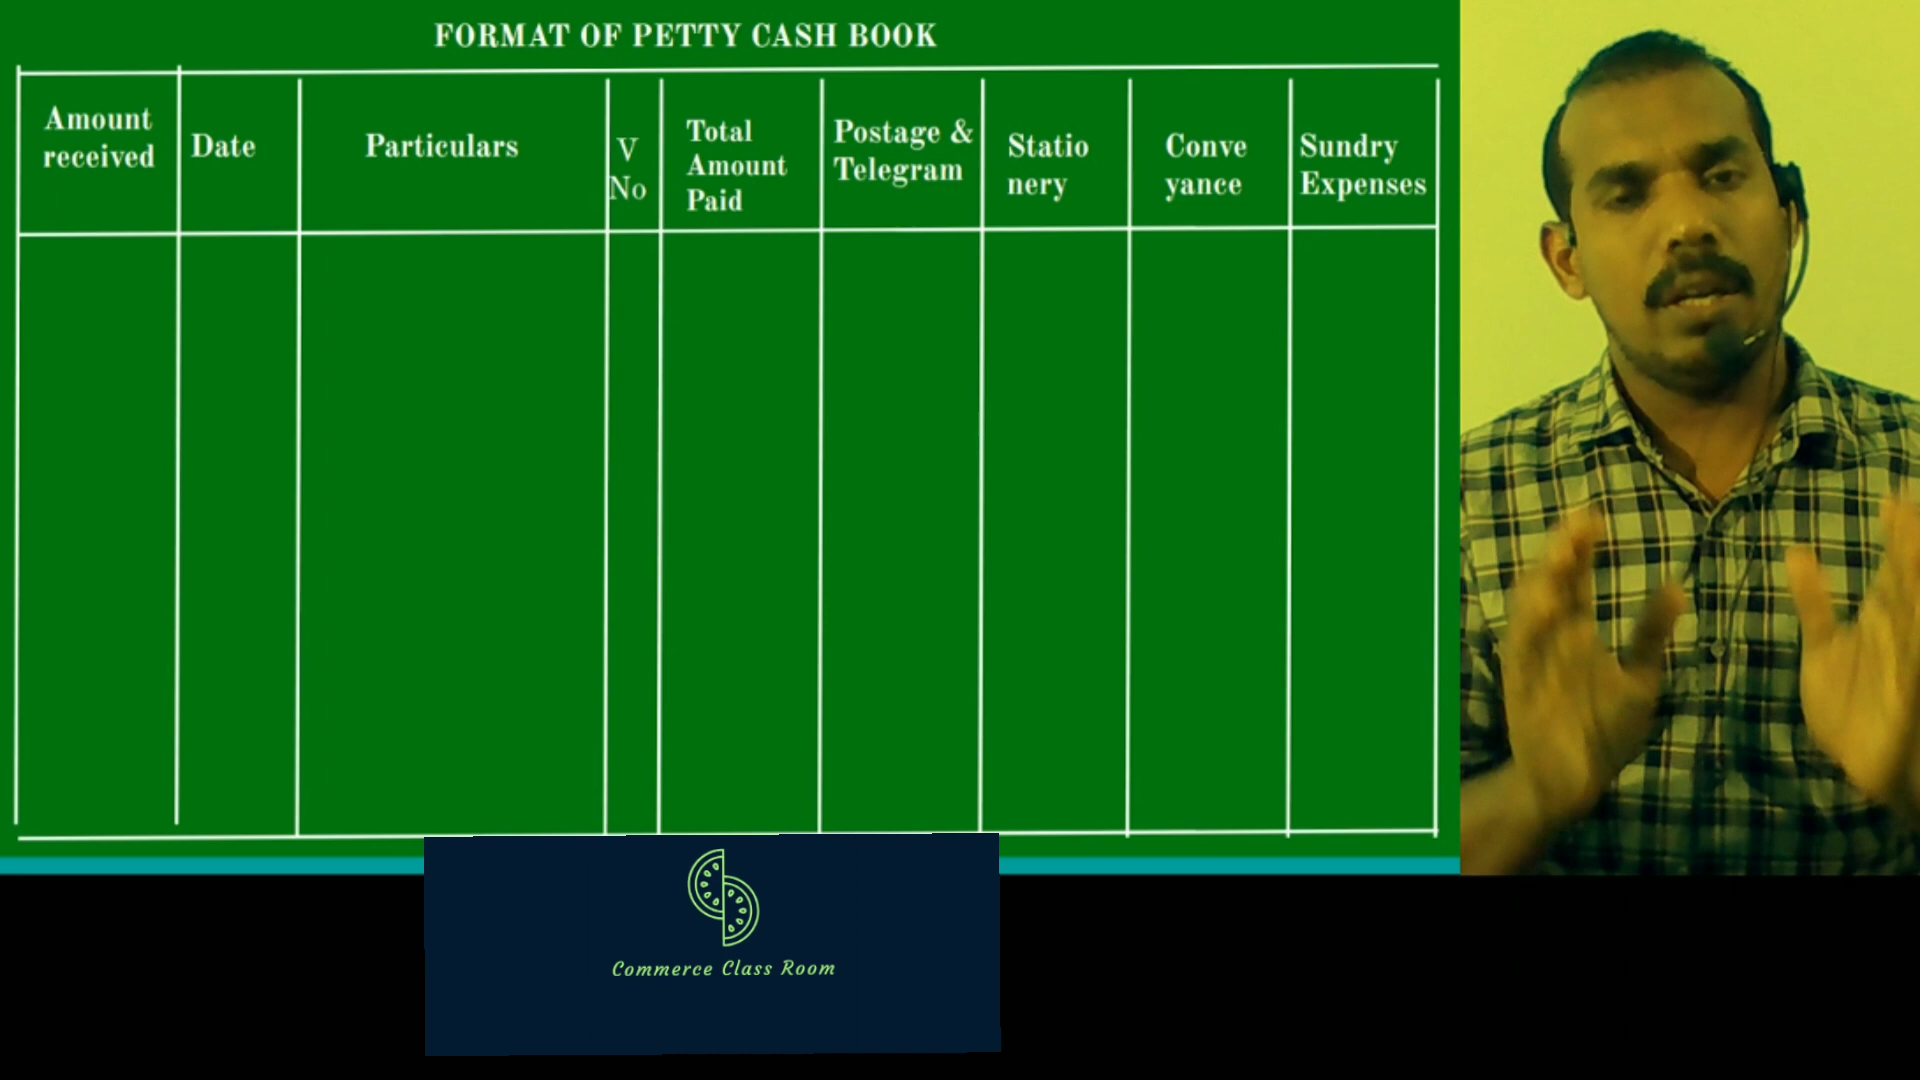 FORMAT OF PETTY CASH BOOK
Amount
received
Date
Particulars
V
No
Total
Amount
Paid
Postage &
Telegram
Statio
nery
Conve
yance
Sundry
Expenses
Commerce Class Room